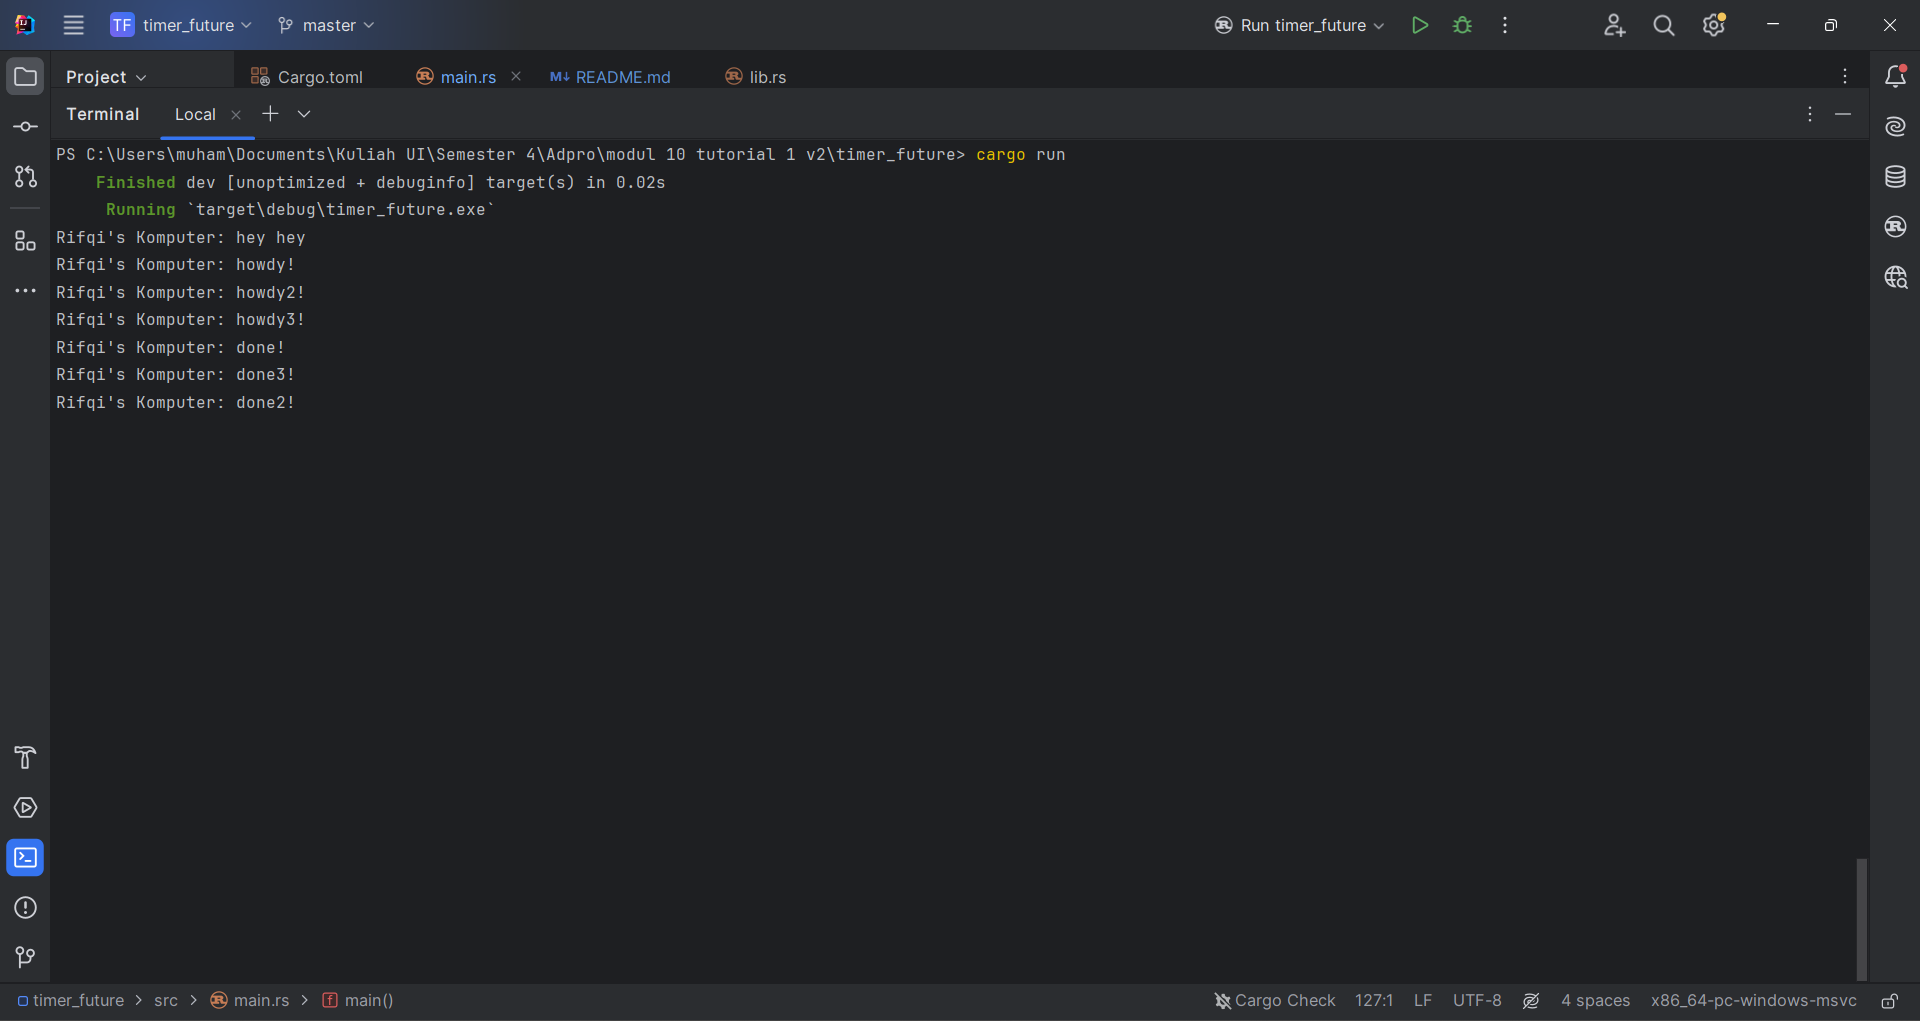 TF timer_future master Run timer_future
Project Cargo.toml main.rs README.md lib.rs
Terminal Local
PS C:\Users\muham\Documents\Kuliah UI\Semester 4\Adpro\modul 10 tutorial 1 v2\timer_future> cargo run
Finished dev [unoptimized + debuginfo] target(s) in 0.02s
Running `target\debug\timer_future.exe`
Rifqi's Komputer: hey hey
Rifqi's Komputer: howdy!
Rifqi's Komputer: howdy2!
Rifqi's Komputer: howdy3!
Rifqi's Komputer: done!
Rifqi's Komputer: done3!
Rifqi's Komputer: done2!
timer_future > src > main.rs > main() Cargo Check 127:1 LF UTF-8 4 spaces x86_64-pc-windows-msvc